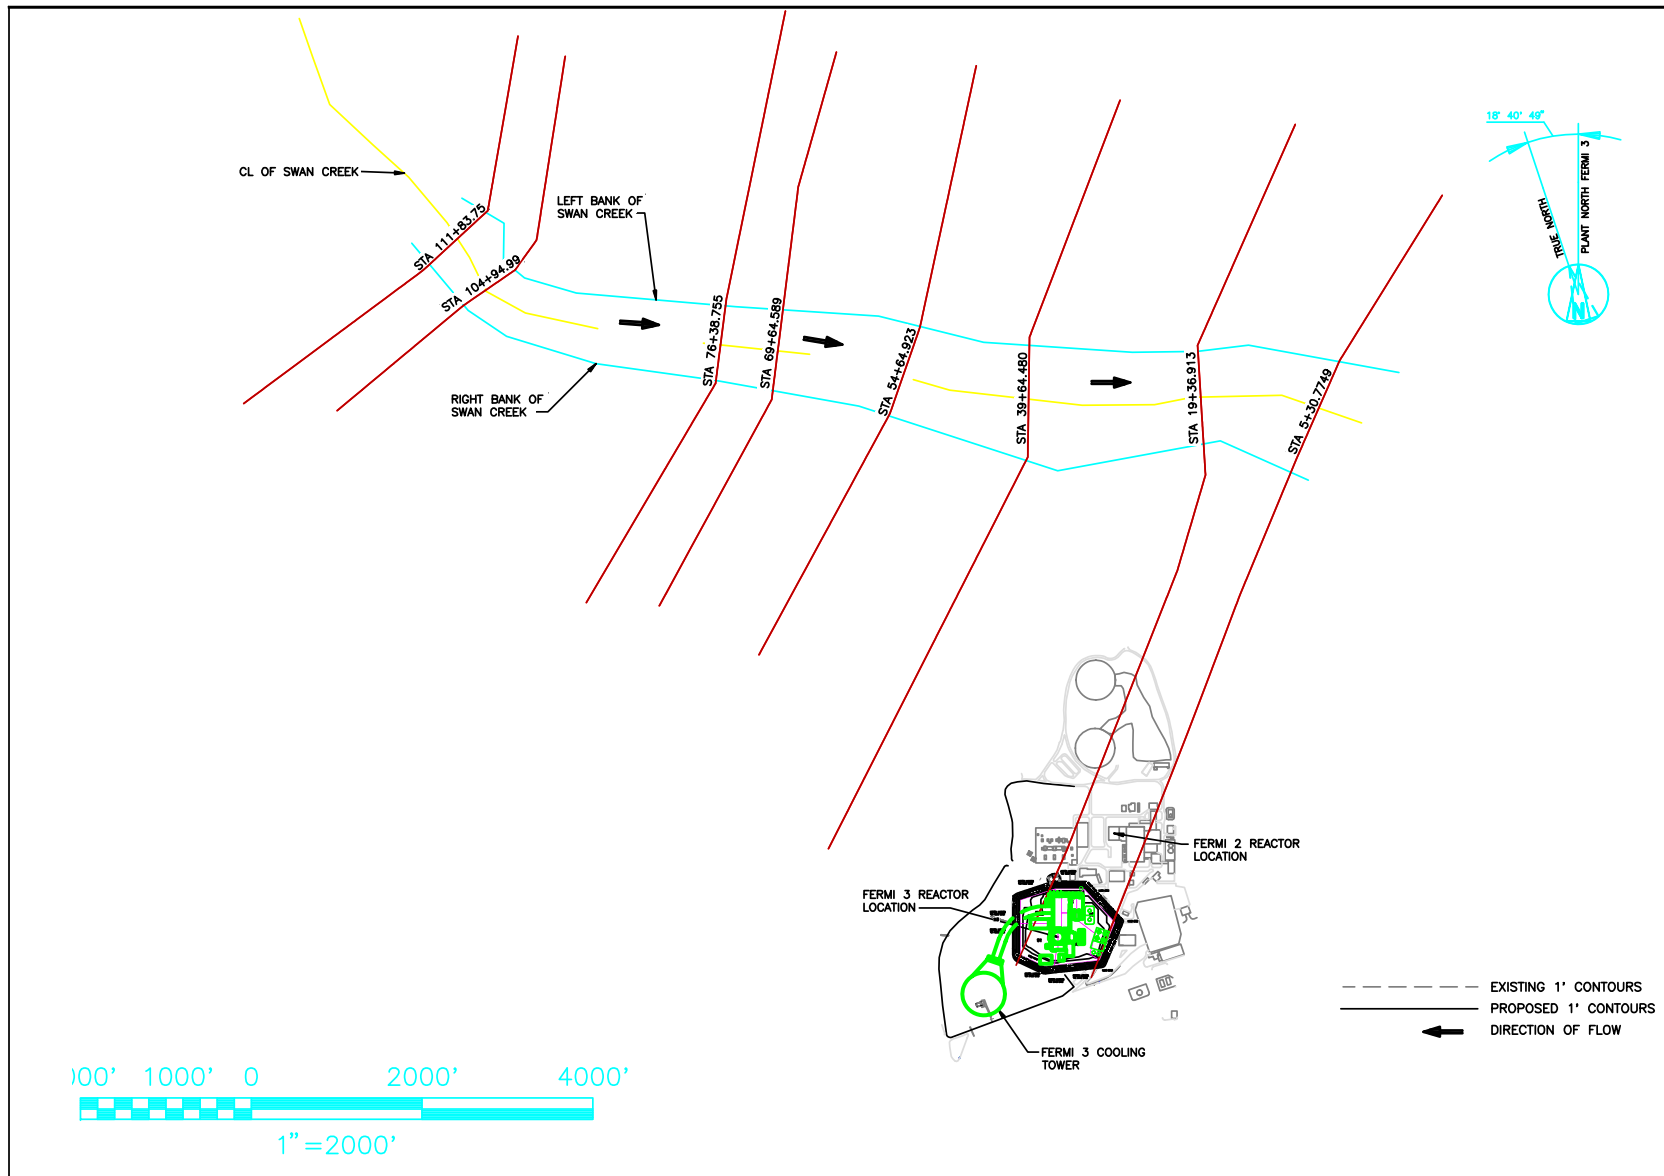 18° 40' 49"
PLANT NORTH FERMI 3
TRUE NORTH
CL OF SWAN CREEK
LEFT BANK OF
SWAN CREEK
STA 111+83.75
STA 104+94.99
STA 76+38.755
STA 69+64.589
STA 54+64.923
STA 39+64.480
STA 19+36.913
STA 5+30.7749
RIGHT BANK OF
SWAN CREEK
FERMI 2 REACTOR
LOCATION
FERMI 3 REACTOR
LOCATION
FERMI 3 COOLING
TOWER
EXISTING 1' CONTOURS
PROPOSED 1' CONTOURS
DIRECTION OF FLOW
1000' 0 2000' 4000'
1"=2000'
N